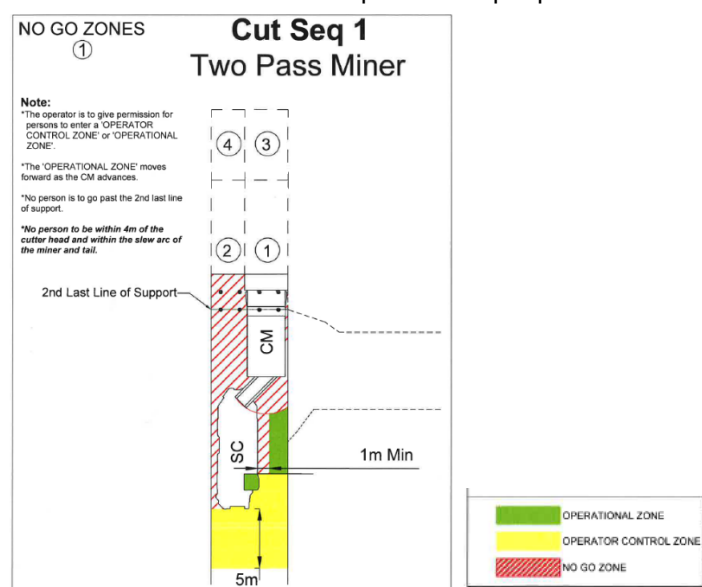 NO GO ZONES
①
Cut Seq 1
Two Pass Miner
Note:
*The operator is to give permission for
persons to enter a 'OPERATOR
CONTROL ZONE' or 'OPERATIONAL
ZONE'.
*The 'OPERATIONAL ZONE' moves
forward as the CM advances.
*No person is to go past the 2nd last line
of support.
*No person to be within 4m of the
cutter head and within the slew arc of
the miner and tail.
④ ③
② ①
2nd Last Line of Support
CM
SC
1m Min
5m
OPERATIONAL ZONE
OPERATOR CONTROL ZONE
NO GO ZONE